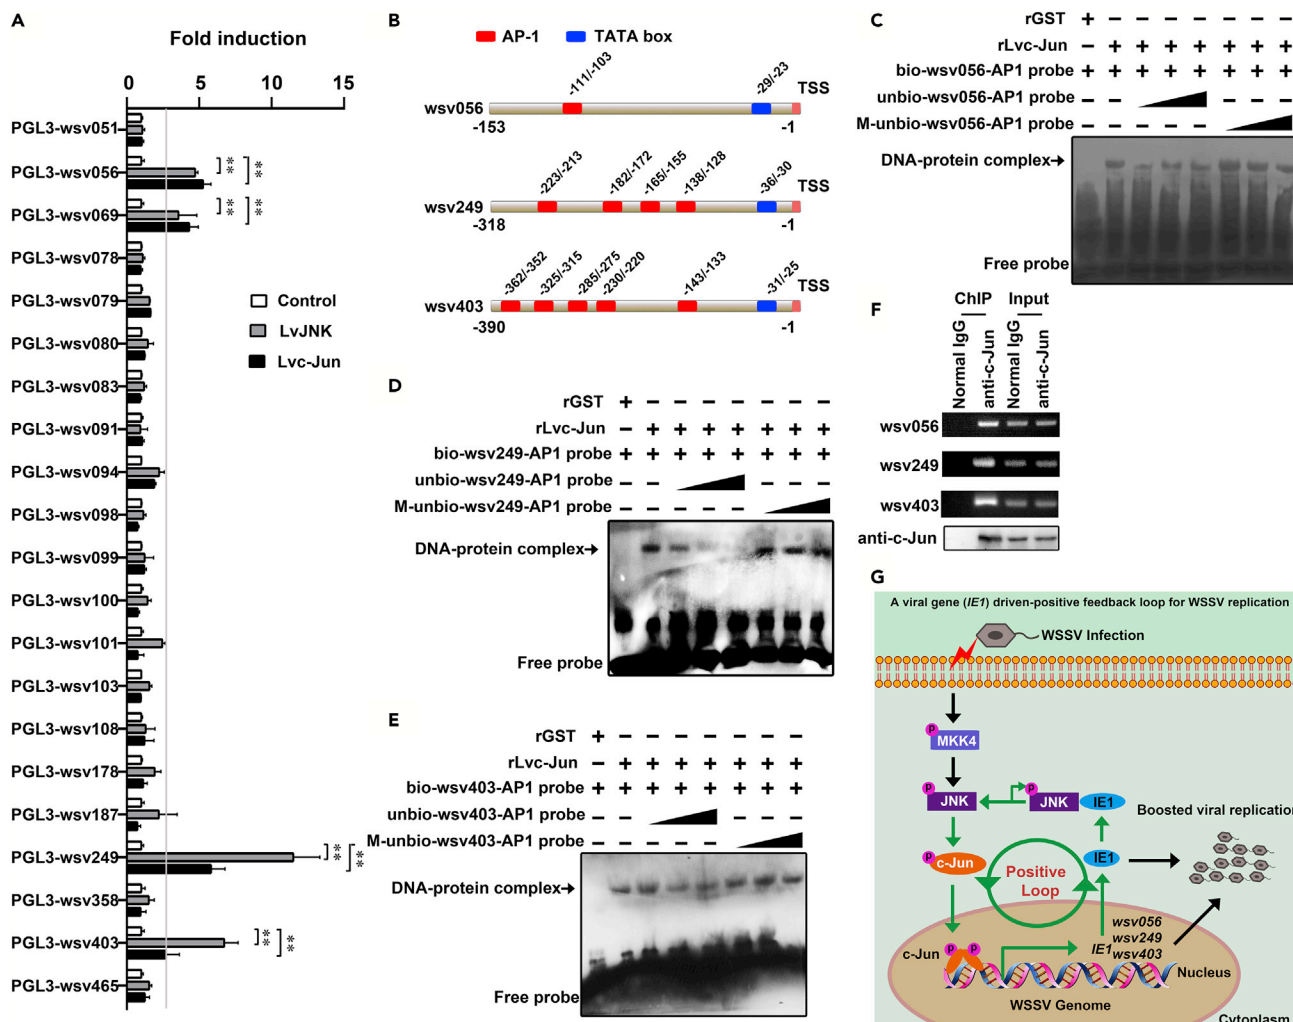 A
Fold induction
0 5 10 15
PGL3-wsv051
PGL3-wsv056
**
**
PGL3-wsv069
**
**
PGL3-wsv078
PGL3-wsv079
PGL3-wsv080
PGL3-wsv083
PGL3-wsv091
PGL3-wsv094
PGL3-wsv098
PGL3-wsv099
PGL3-wsv100
PGL3-wsv101
PGL3-wsv103
PGL3-wsv108
PGL3-wsv178
PGL3-wsv187
PGL3-wsv249
**
**
PGL3-wsv358
PGL3-wsv403
**
**
PGL3-wsv465
Control
LvJNK
Lvc-Jun
B
AP-1 TATA box
-111/-103 -29/-23 TSS
wsv056
-153 -1
-223/-213 -182/-172 -165/-155 -138/-128 -36/-30 TSS
wsv249
-318 -1
-362/-352 -325/-315 -285/-275 -230/-220 -143/-133 -31/-25 TSS
wsv403
-390 -1
C
rGST + − − − − − − −
rLvc-Jun − + + + + + + +
bio-wsv056-AP1 probe + + + + + + + +
unbio-wsv056-AP1 probe − − − − −
M-unbio-wsv056-AP1 probe − − − − −
DNA-protein complex→
Free probe
D
rGST + − − − − − − −
rLvc-Jun − + + + + + + +
bio-wsv249-AP1 probe + + + + + + + +
unbio-wsv249-AP1 probe − − − − −
M-unbio-wsv249-AP1 probe − − − − −
DNA-protein complex→
Free probe
E
rGST + − − − − − − −
rLvc-Jun − + + + + + + +
bio-wsv403-AP1 probe + + + + + + + +
unbio-wsv403-AP1 probe − − − − −
M-unbio-wsv403-AP1 probe − − − − −
DNA-protein complex→
Free probe
F
ChIP Input
Normal IgG anti-c-Jun Normal IgG anti-c-Jun
wsv056
wsv249
wsv403
anti-c-Jun
G
A viral gene (IE1) driven-positive feedback loop for WSSV replication
WSSV Infection
P
MKK4
P
JNK
P
JNK IE1
Boosted viral replication
P
c-Jun
Positive
Loop
IE1
wsv056
wsv249
IE1
wsv403
P P
c-Jun
Nucleus
WSSV Genome
Cytoplasm